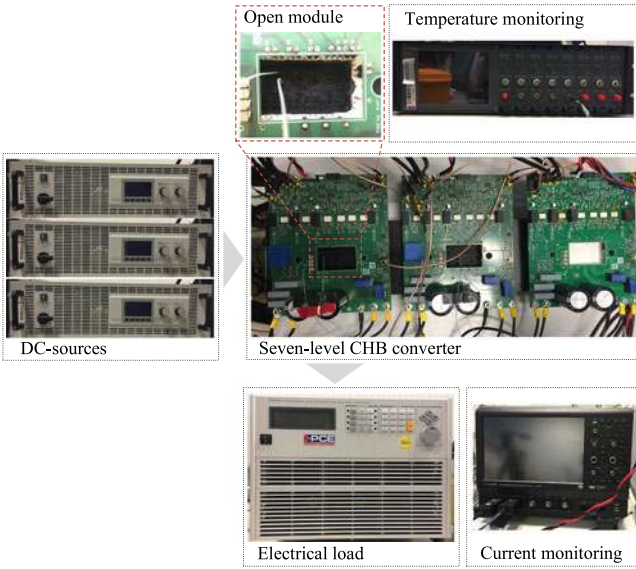 Open module
Temperature monitoring
DC-sources
Seven-level CHB converter
PCE
Electrical load
Current monitoring